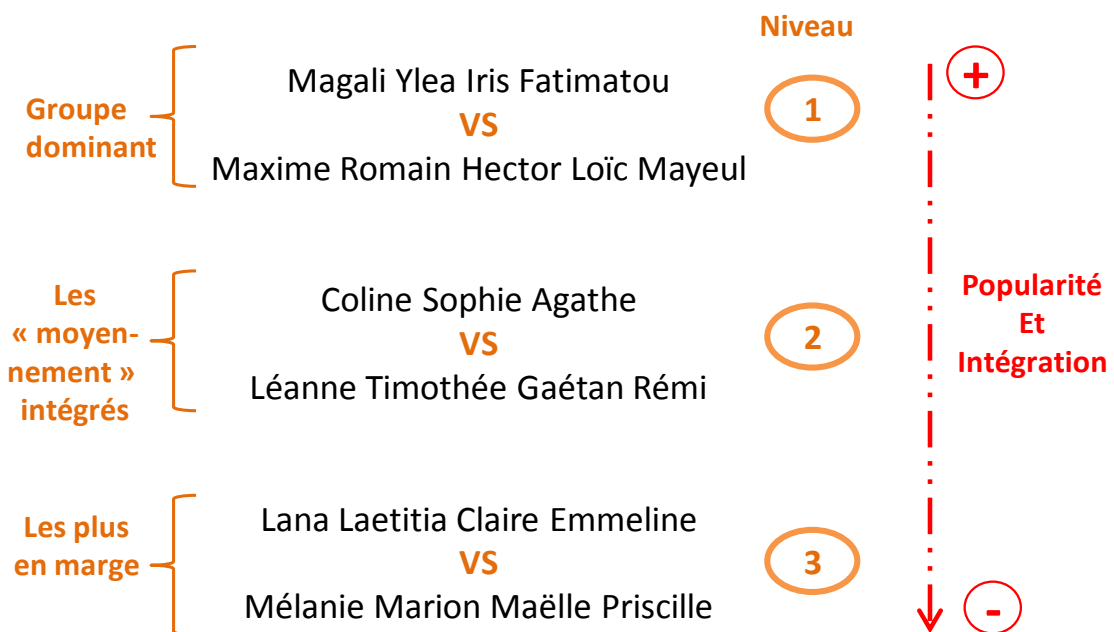 Niveau
Groupe
dominant
Magali Ylea Iris Fatimatou
VS
Maxime Romain Hector Loïc Mayeul
1
+
Les
« moyen-
nement »
intégrés
Coline Sophie Agathe
VS
Léanne Timothée Gaétan Rémi
2
Popularité
Et
Intégration
Les plus
en marge
Lana Laetitia Claire Emmeline
VS
Mélanie Marion Maëlle Priscille
3
-